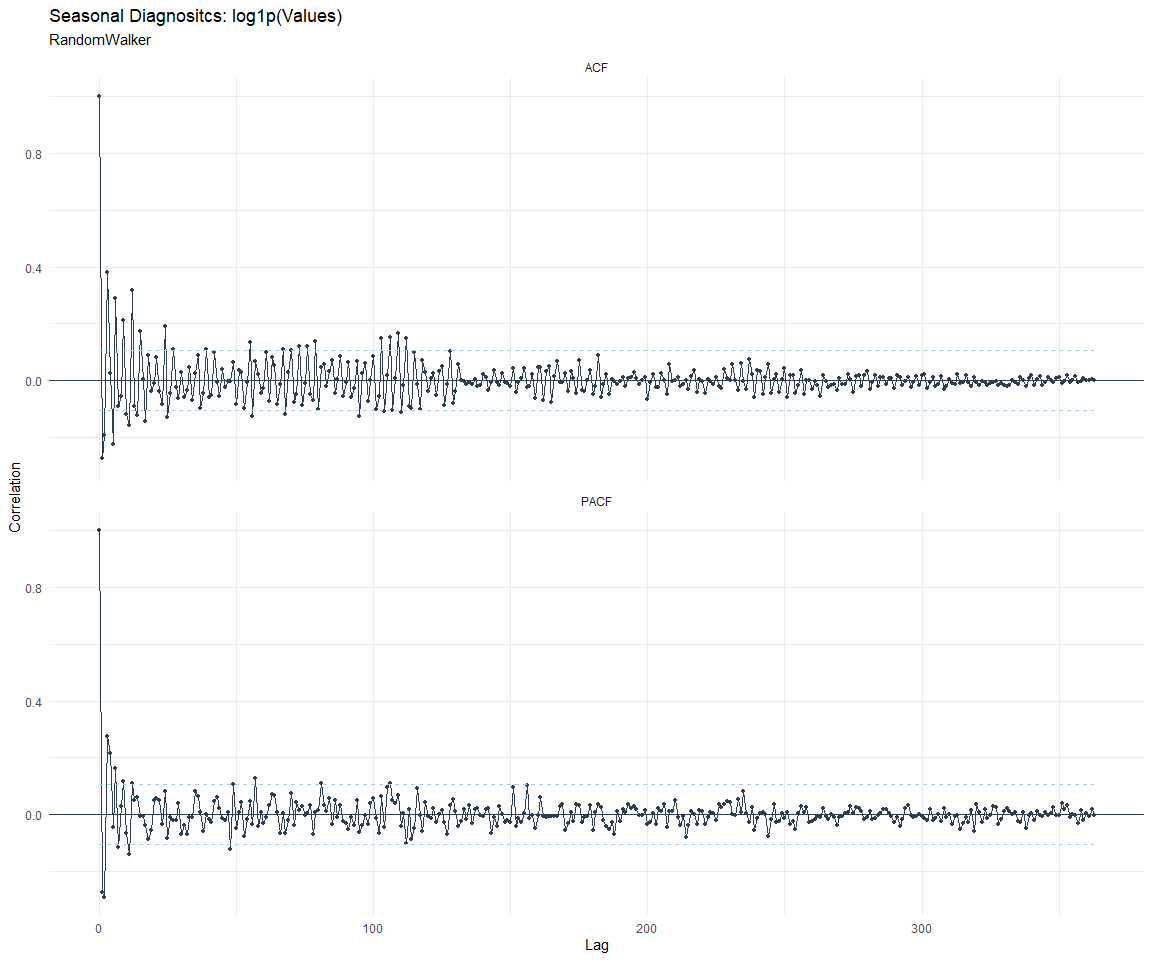 Seasonal Diagnositcs: log1p(Values)
RandomWalker
ACF
0.8
0.4
0.0
Correlation
PACF
0.8
0.4
0.0
0 100 200 300
Lag